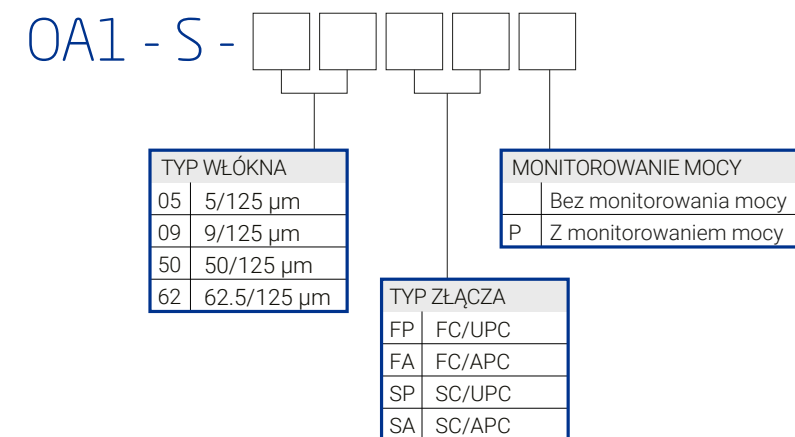 OA1 - S -
TYP WŁÓKNA
05 5/125 µm
09 9/125 µm
50 50/125 µm
62 62.5/125 µm
MONITOROWANIE MOCY
Bez monitorowania mocy
P Z monitorowaniem mocy
TYP ZŁĄCZA
FP FC/UPC
FA FC/APC
SP SC/UPC
SA SC/APC